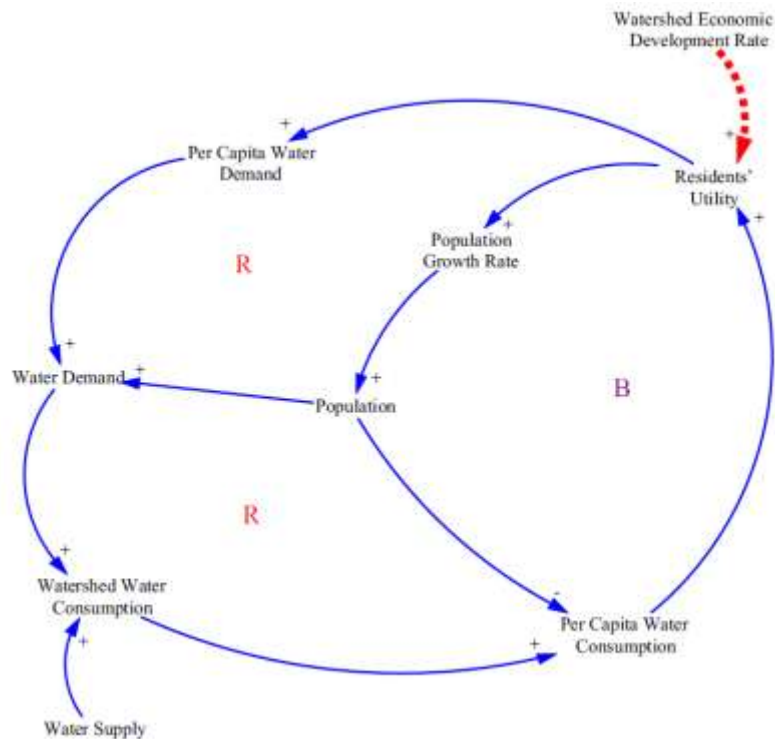 Watershed Economic
Development Rate
+
+
Per Capita Water
Demand
Residents'
Utility
+
+
Population
Growth Rate
R
+
+
+
Water Demand
B
Population
R
+
-
Watershed Water
Consumption
Per Capita Water
Consumption
+
+
Water Supply